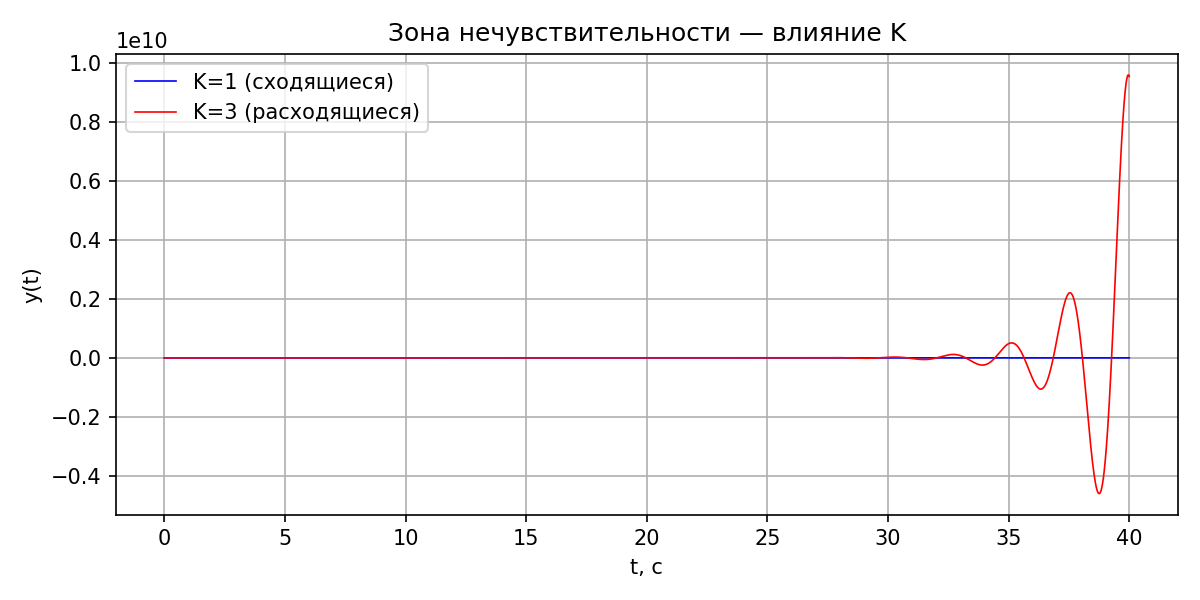 Зона нечувствительности — влияние K
1e10
K=1 (сходящиеся)
K=3 (расходящиеся)
1.0
0.8
0.6
0.4
0.2
0.0
−0.2
−0.4
y(t)
0 5 10 15 20 25 30 35 40
t, с